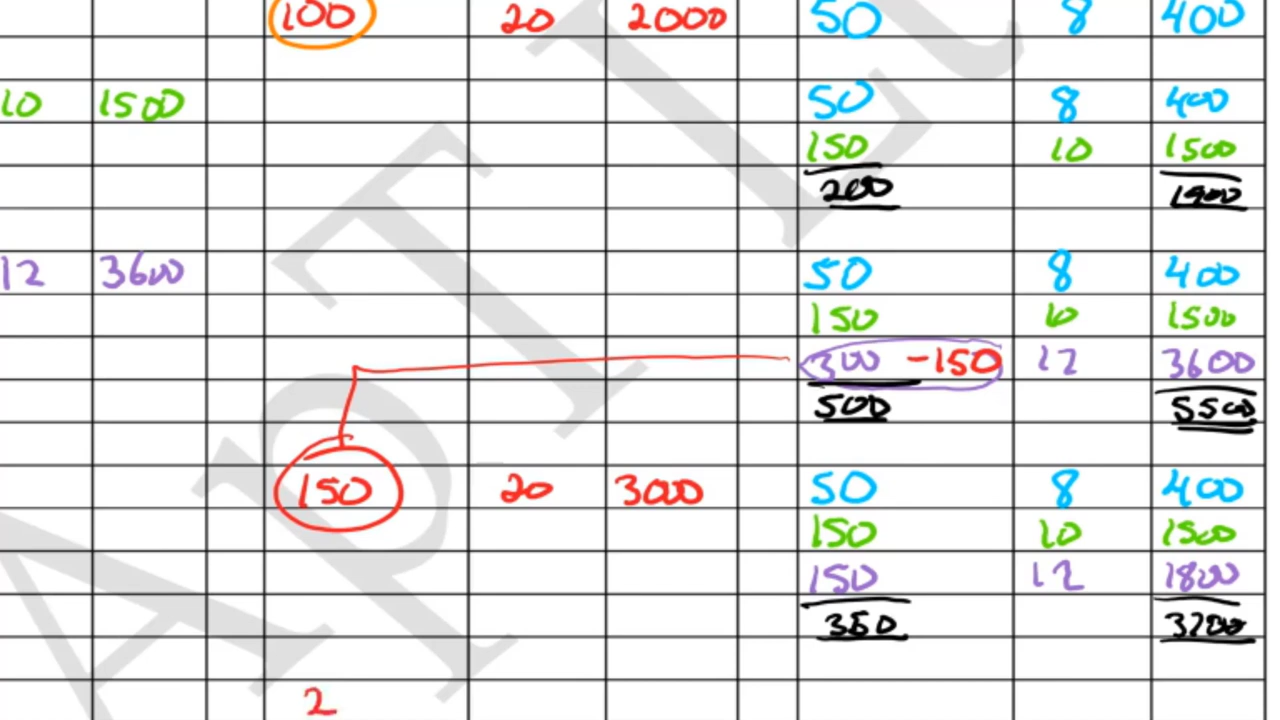 100 20 2000 50 8 400
10 1500 50 8 400
150 10 1500
200 1900
12 3600 50 8 400
150 10 1500
300 -150 12 3600
500 5500
150 20 3000 50 8 400
150 10 1500
150 12 1800
350 3700
2